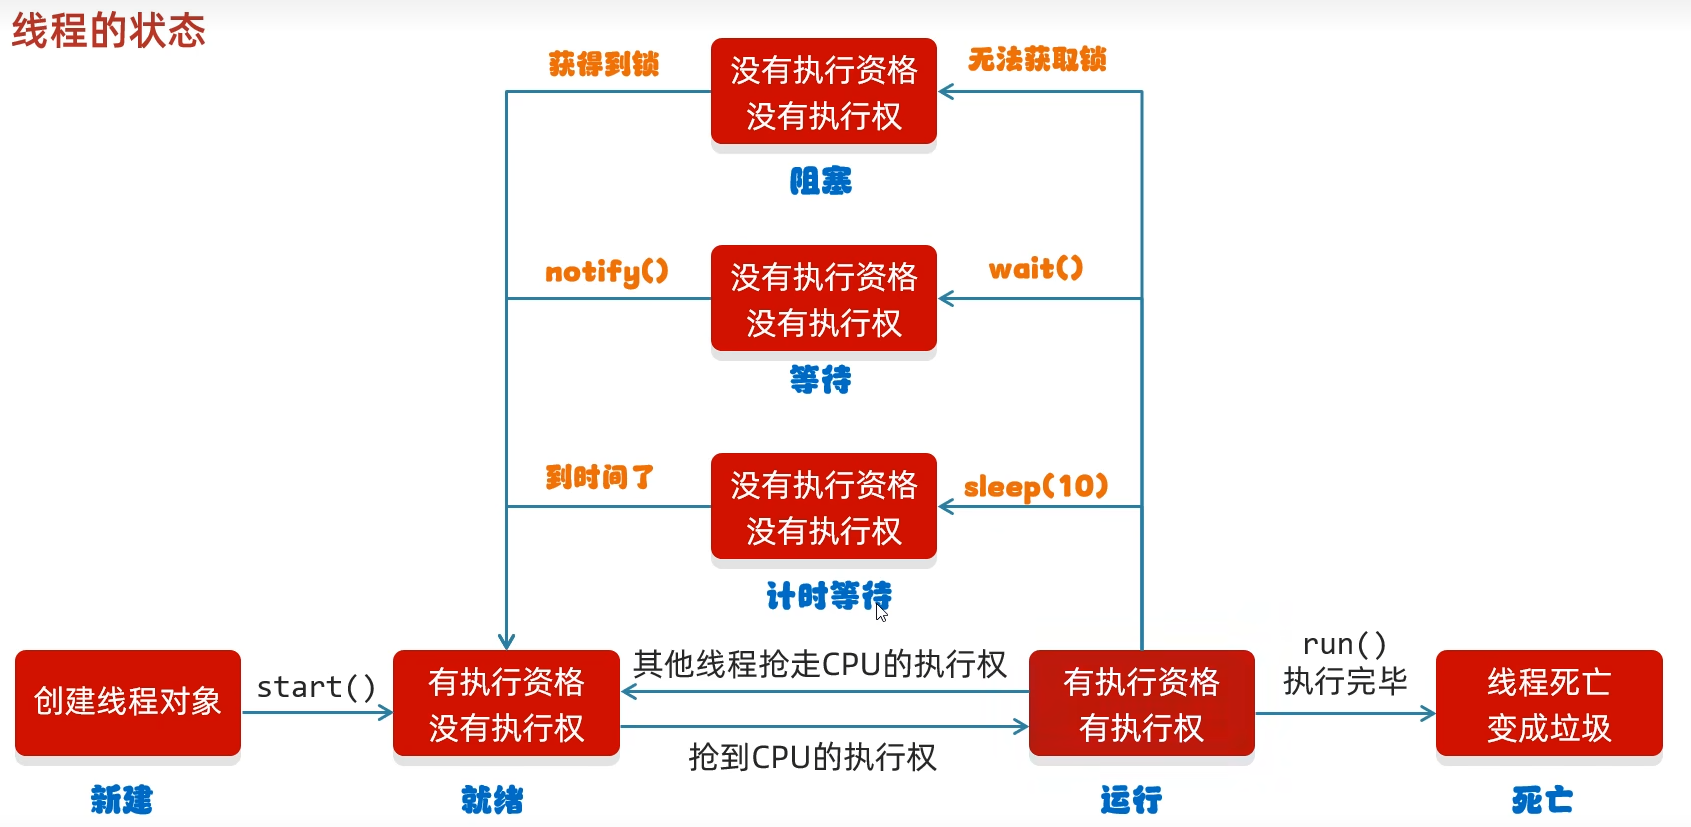 线程的状态
获得到锁
没有执行资格
没有执行权
无法获取锁
阻塞
notify()
没有执行资格
没有执行权
wait()
等待
到时间了
没有执行资格
没有执行权
sleep(10)
计时等待
创建线程对象
start()
有执行资格
没有执行权
其他线程抢走CPU的执行权
抢到CPU的执行权
有执行资格
有执行权
run()
执行完毕
线程死亡
变成垃圾
新建
就绪
运行
死亡